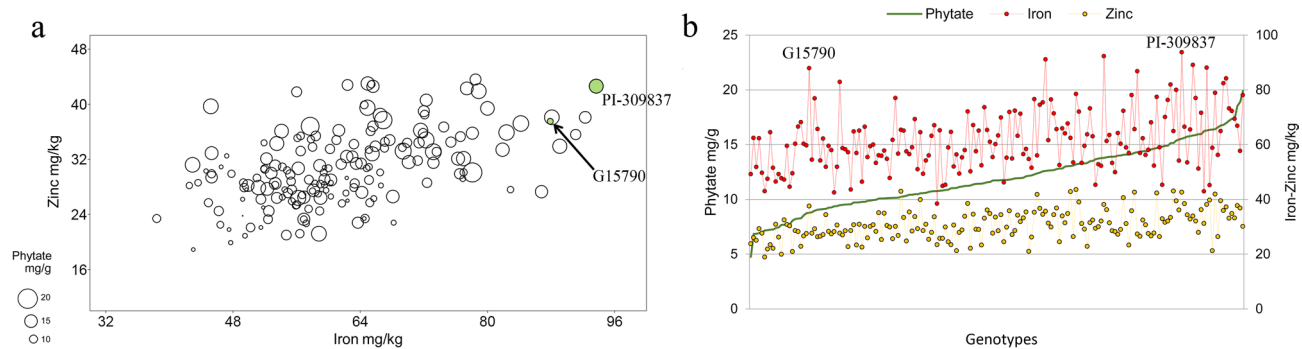 a
48
40
32
24
16
Zinc mg/kg
32
48
64
80
96
Iron mg/kg
PI-309837
G15790
Phytate
mg/g
20
15
10
b
Phytate
Iron
Zinc
25
20
15
10
5
0
Phytate mg/g
100
80
60
40
20
0
Iron-Zinc mg/kg
G15790
PI-309837
Genotypes